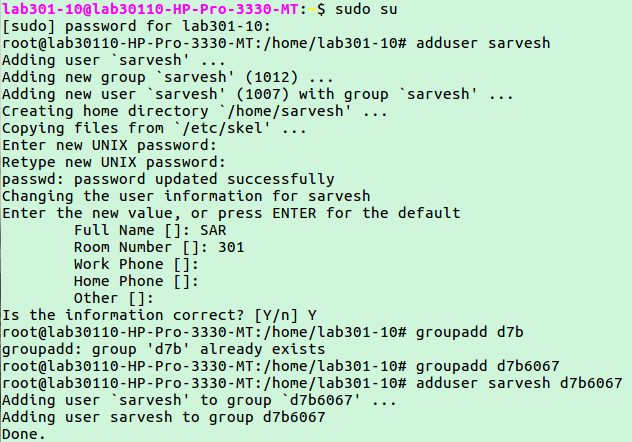 lab301-10@lab30110-HP-Pro-3330-MT:~$ sudo su
[sudo] password for lab301-10:
root@lab30110-HP-Pro-3330-MT:/home/lab301-10# adduser sarvesh
Adding user `sarvesh' ...
Adding new group `sarvesh' (1012) ...
Adding new user `sarvesh' (1007) with group `sarvesh' ...
Creating home directory `/home/sarvesh' ...
Copying files from `/etc/skel' ...
Enter new UNIX password:
Retype new UNIX password:
passwd: password updated successfully
Changing the user information for sarvesh
Enter the new value, or press ENTER for the default
        Full Name []: SAR
        Room Number []: 301
        Work Phone []:
        Home Phone []:
        Other []:
Is the information correct? [Y/n] Y
root@lab30110-HP-Pro-3330-MT:/home/lab301-10# groupadd d7b
groupadd: group 'd7b' already exists
root@lab30110-HP-Pro-3330-MT:/home/lab301-10# groupadd d7b6067
root@lab30110-HP-Pro-3330-MT:/home/lab301-10# adduser sarvesh d7b6067
Adding user `sarvesh' to group `d7b6067' ...
Adding user sarvesh to group d7b6067
Done.